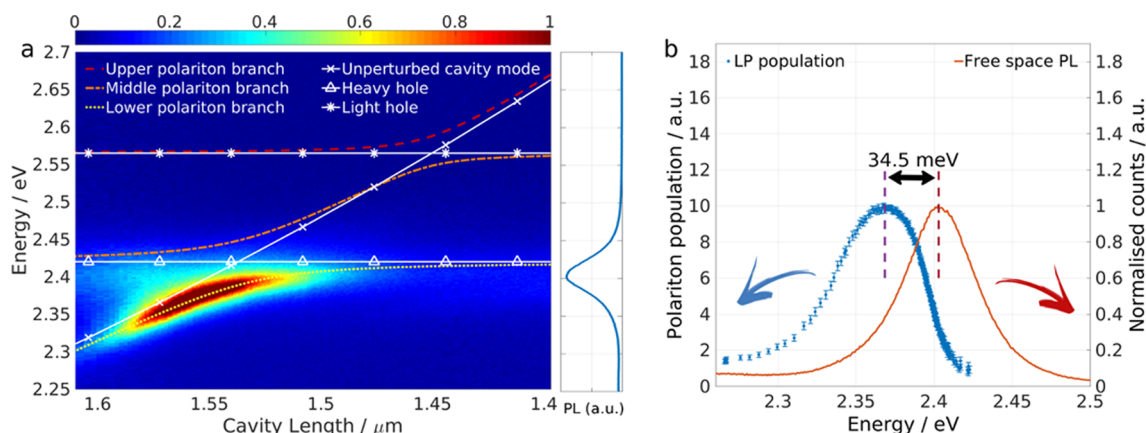 0 0.2 0.4 0.6 0.8 1
a
Upper polariton branch
Middle polariton branch
Lower polariton branch
Unperturbed cavity mode
Heavy hole
Light hole
2.7
2.65
2.6
2.55
2.5
2.45
2.4
2.35
2.3
2.25
Energy / eV
1.6 1.55 1.5 1.45 1.4
Cavity Length / μm
PL (a.u.)
b
LP population
Free space PL
34.5 meV
18
16
14
12
10
8
6
4
2
0
Polariton population / a.u.
1.8
1.6
1.4
1.2
1
0.8
0.6
0.4
0.2
0
Normalised counts / a.u.
2.3 2.35 2.4 2.45 2.5
Energy / eV